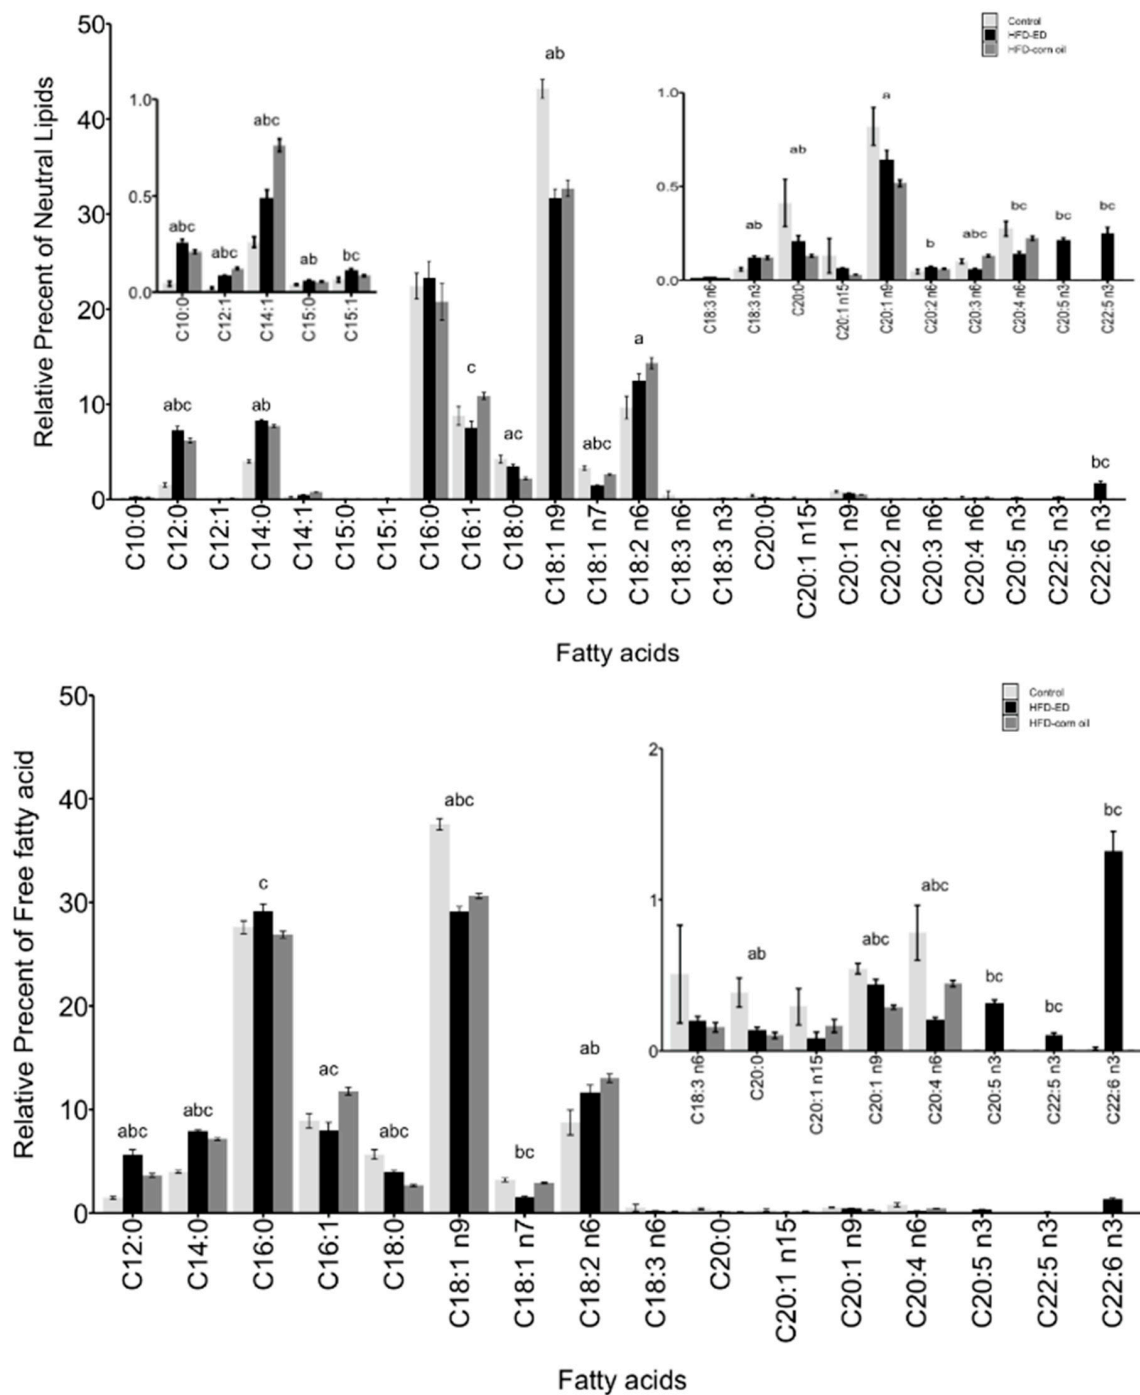 Relative Precent of Neutral Lipids
50
40
30
20
10
0
Control
HFD-ED
HFD-corn oil
1.0
0.5
0.0
abc
abc
abc
ab
bc
C10:0
C12:1
C14:1
C15:0
C15:1
1.0
0.5
0.0
ab
ab
a
b
abc
bc
bc
bc
C18:3 n6
C18:3 n3
C20:0
C20:1 n15
C20:1 n9
C20:2 n6
C20:3 n6
C20:4 n6
C20:5 n3
C22:5 n3
abc
ab
c
ac
ab
abc
a
bc
C10:0
C12:0
C12:1
C14:0
C14:1
C15:0
C15:1
C16:0
C16:1
C18:0
C18:1 n9
C18:1 n7
C18:2 n6
C18:3 n6
C18:3 n3
C20:0
C20:1 n15
C20:1 n9
C20:2 n6
C20:3 n6
C20:4 n6
C20:5 n3
C22:5 n3
C22:6 n3
Fatty acids
Relative Precent of Free fatty acid
50
40
30
20
10
0
Control
HFD-ED
HFD-corn oil
2
1
0
ab
abc
abc
bc
bc
bc
C18:3 n6
C20:0
C20:1 n15
C20:1 n9
C20:4 n6
C20:5 n3
C22:5 n3
C22:6 n3
abc
abc
c
ac
abc
abc
bc
ab
C12:0
C14:0
C16:0
C16:1
C18:0
C18:1 n9
C18:1 n7
C18:2 n6
C18:3 n6
C20:0
C20:1 n15
C20:1 n9
C20:4 n6
C20:5 n3
C22:5 n3
C22:6 n3
Fatty acids